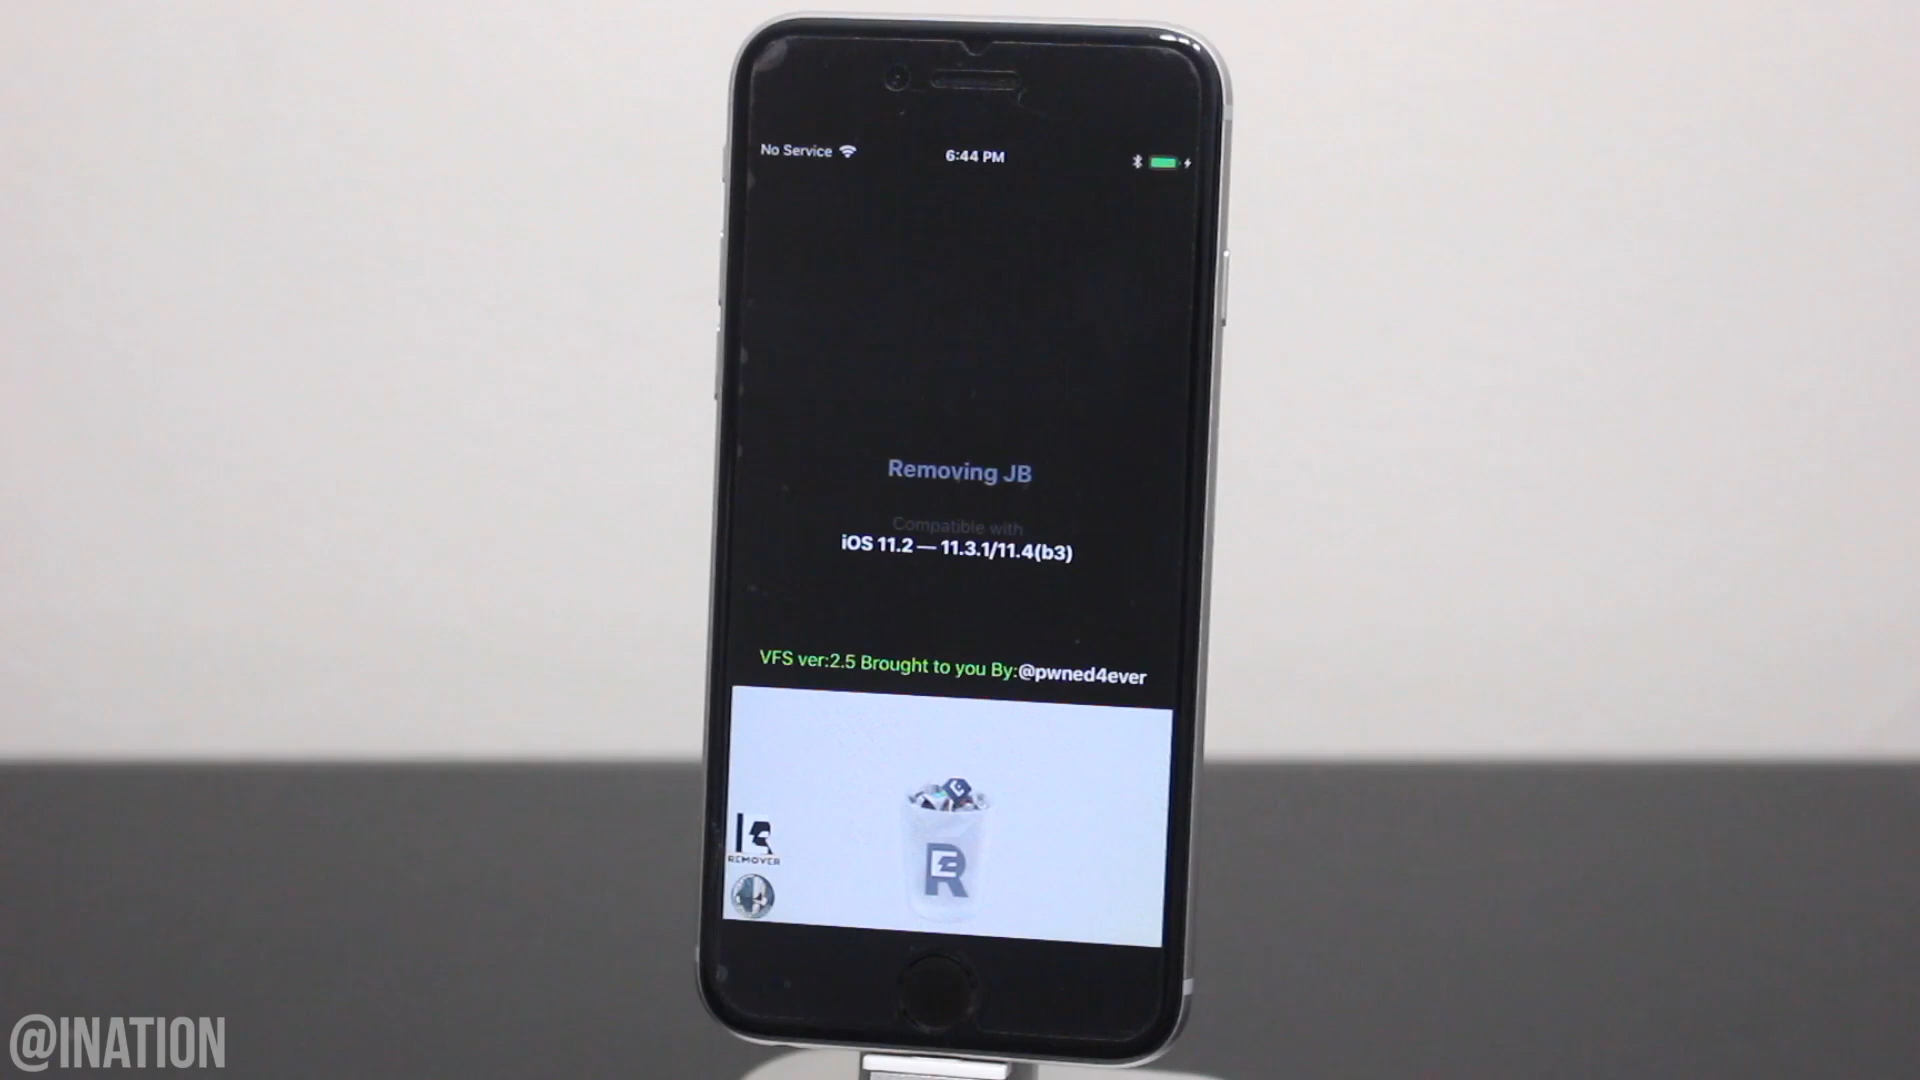 No Service
6:44 PM
Removing JB
Compatible with
iOS 11.2 — 11.3.1/11.4(b3)
VFS ver:2.5 Brought to you By:@pwned4ever
REMOVER
R
@INATION